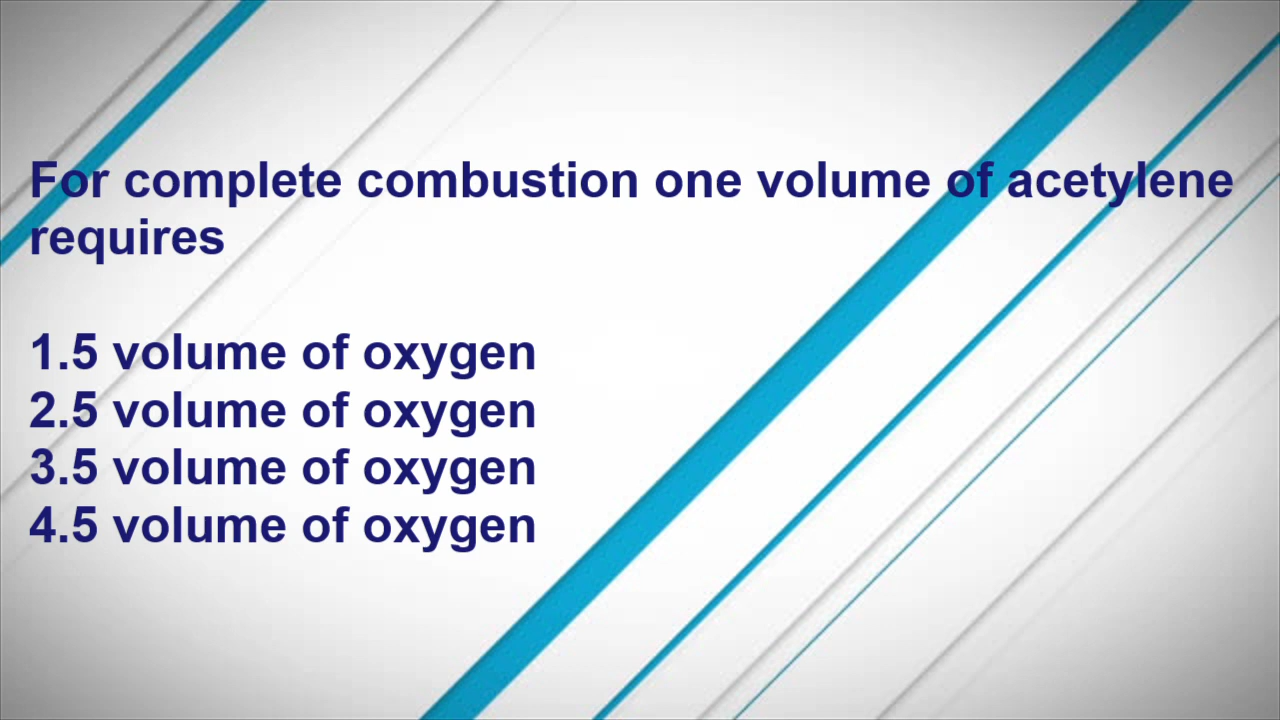 For complete combustion one volume of acetylene
requires
1.5 volume of oxygen
2.5 volume of oxygen
3.5 volume of oxygen
4.5 volume of oxygen